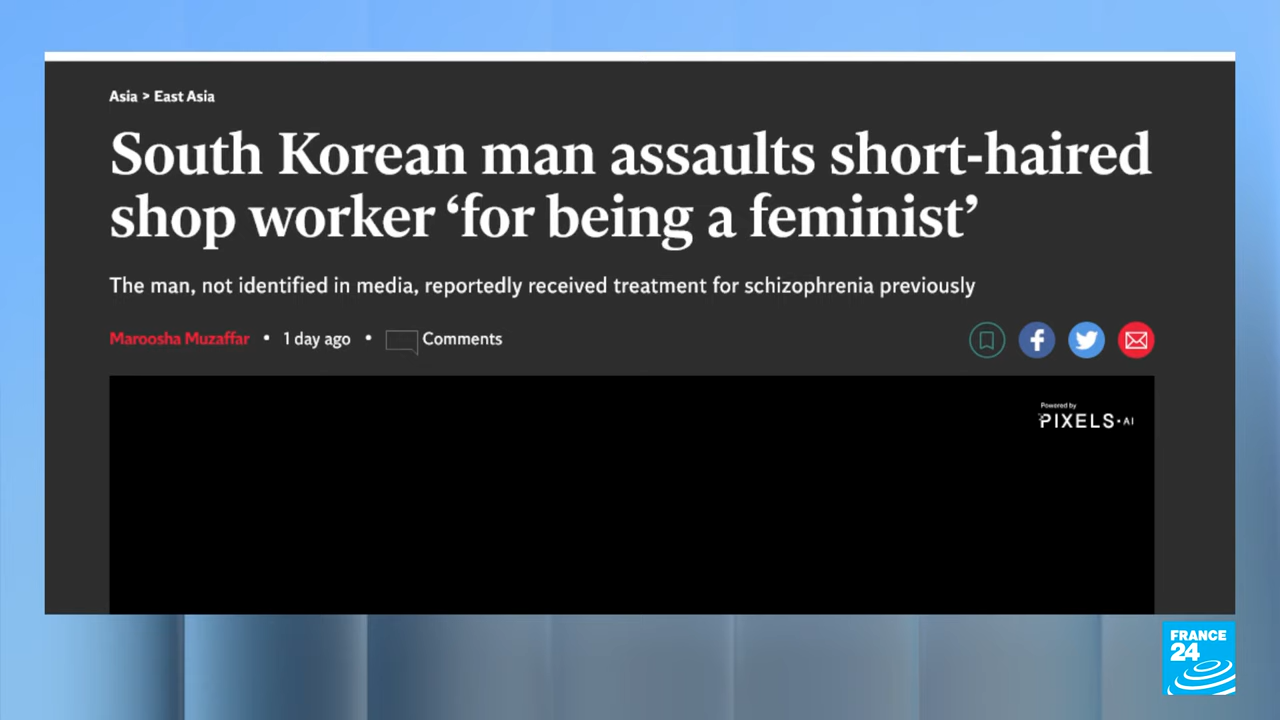 Asia > East Asia
South Korean man assaults short-haired
shop worker ‘for being a feminist’
The man, not identified in media, reportedly received treatment for schizophrenia previously
Maroosha Muzaffar • 1 day ago • Comments
Powered by
PIXELS.AI
FRANCE
24